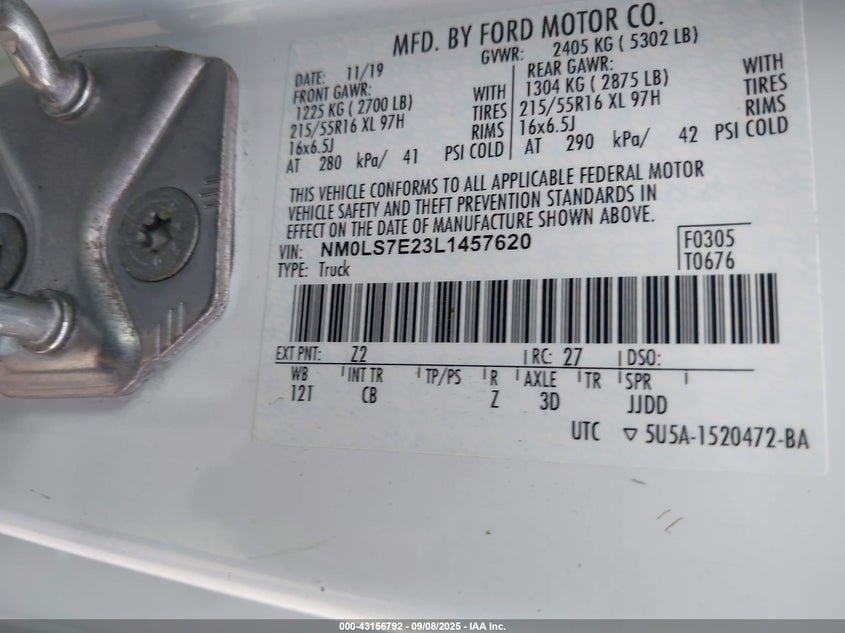 MFD. BY FORD MOTOR CO.
DATE: 11/19 GVWR: 2405 KG ( 5302 LB)
FRONT GAWR: REAR GAWR:
1225 KG ( 2700 LB) WITH 1304 KG ( 2875 LB) WITH
215/55R16 XL 97H TIRES 215/55R16 XL 97H TIRES
16x6.5J RIMS 16x6.5J RIMS
AT 280 kPa/ 41 PSI COLD AT 290 kPa/ 42 PSI COLD
THIS VEHICLE CONFORMS TO ALL APPLICABLE FEDERAL MOTOR
VEHICLE SAFETY AND THEFT PREVENTION STANDARDS IN
EFFECT ON THE DATE OF MANUFACTURE SHOWN ABOVE.
VIN: NM0LS7E23L1457620 F0305
TYPE: Truck T0676
EXT PNT: Z2 RC: 27 DSO:
WB INT TR TP/PS R AXLE TR SPR
12T CB Z 3D JJDD
UTC ▽ 5U5A-1520472-BA
000-43156792 - 09/08/2025 - IAA Inc.